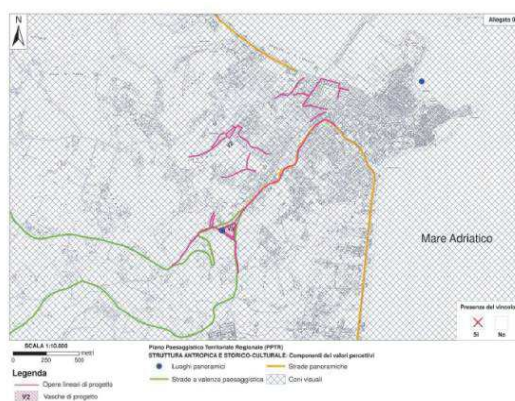 N
Allegato 9
Mare Adriatico
Presenza del vincolo
Si No
SCALA 1:10.000
0 250 500 metri
Legenda
Opere lineari di progetto
V2 Vasche di progetto
Piano Paesaggistico Territoriale Regionale (PPTR)
STRUTTURA ANTROPICA E STORICO-CULTURALE: Componenti dei valori percettivi
Luoghi panoramici
Strade panoramiche
Strade a valenza paesaggistica
Coni visuali